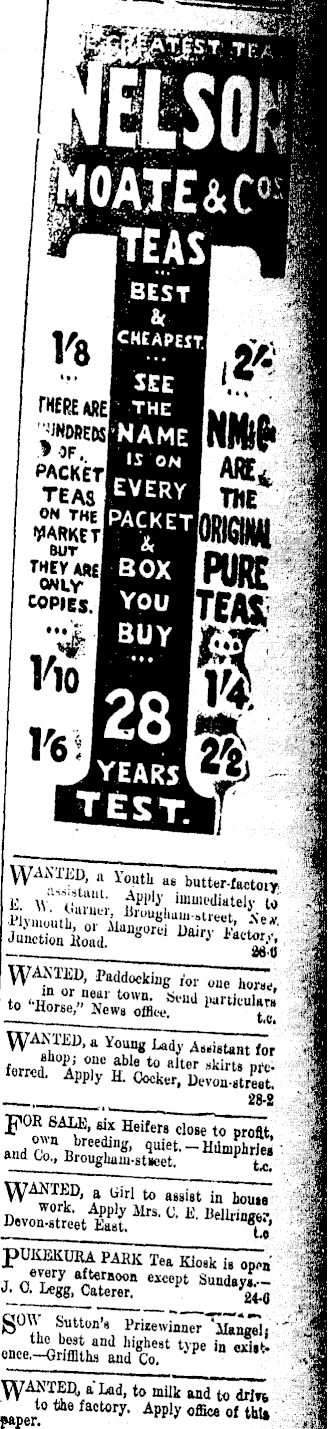 GREATEST TEA
NELSON
MOATE & COS
TEAS
BEST
&
CHEAPEST.
SEE
THE
NAME
IS ON
EVERY
PACKET
&
BOX
YOU
BUY
28
YEARS
TEST.
1/8
THERE ARE
HUNDREDS
OF
PACKET
TEAS
ON THE
MARKET
BUT
THEY ARE
ONLY
COPIES.
1/10
1/6
2/-
NM&Co
ARE
THE
ORIGINAL
PURE
TEAS.
1/4
2/2
WANTED, a Youth as butter-factory
assistant. Apply immediately to
E. W. Garner, Brougham-street, New
Plymouth, or Mangorei Dairy Factory,
Junction Road. 26-6
WANTED, Paddocking for one horse,
in or near town. Send particulars
to "Horse," News office. t.c.
WANTED, a Young Lady Assistant for
shop; one able to alter skirts pre-
ferred. Apply H. Cocker, Devon-street.
28-2
FOR SALE, six Heifers close to profit,
own breeding, quiet.—Humphries
and Co., Brougham-street. t.c.
WANTED, a Girl to assist in house
work. Apply Mrs. C. E. Bellringer,
Devon-street East. t.c
PUKEKURA PARK Tea Kiosk is open
every afternoon except Sundays.—
J. C. Legg, Caterer. 24-6
SOW Sutton's Prizewinner Mangel;
the best and highest type in exist-
ence.—Griffiths and Co.
WANTED, a Lad, to milk and to drive
to the factory. Apply office of this
paper.